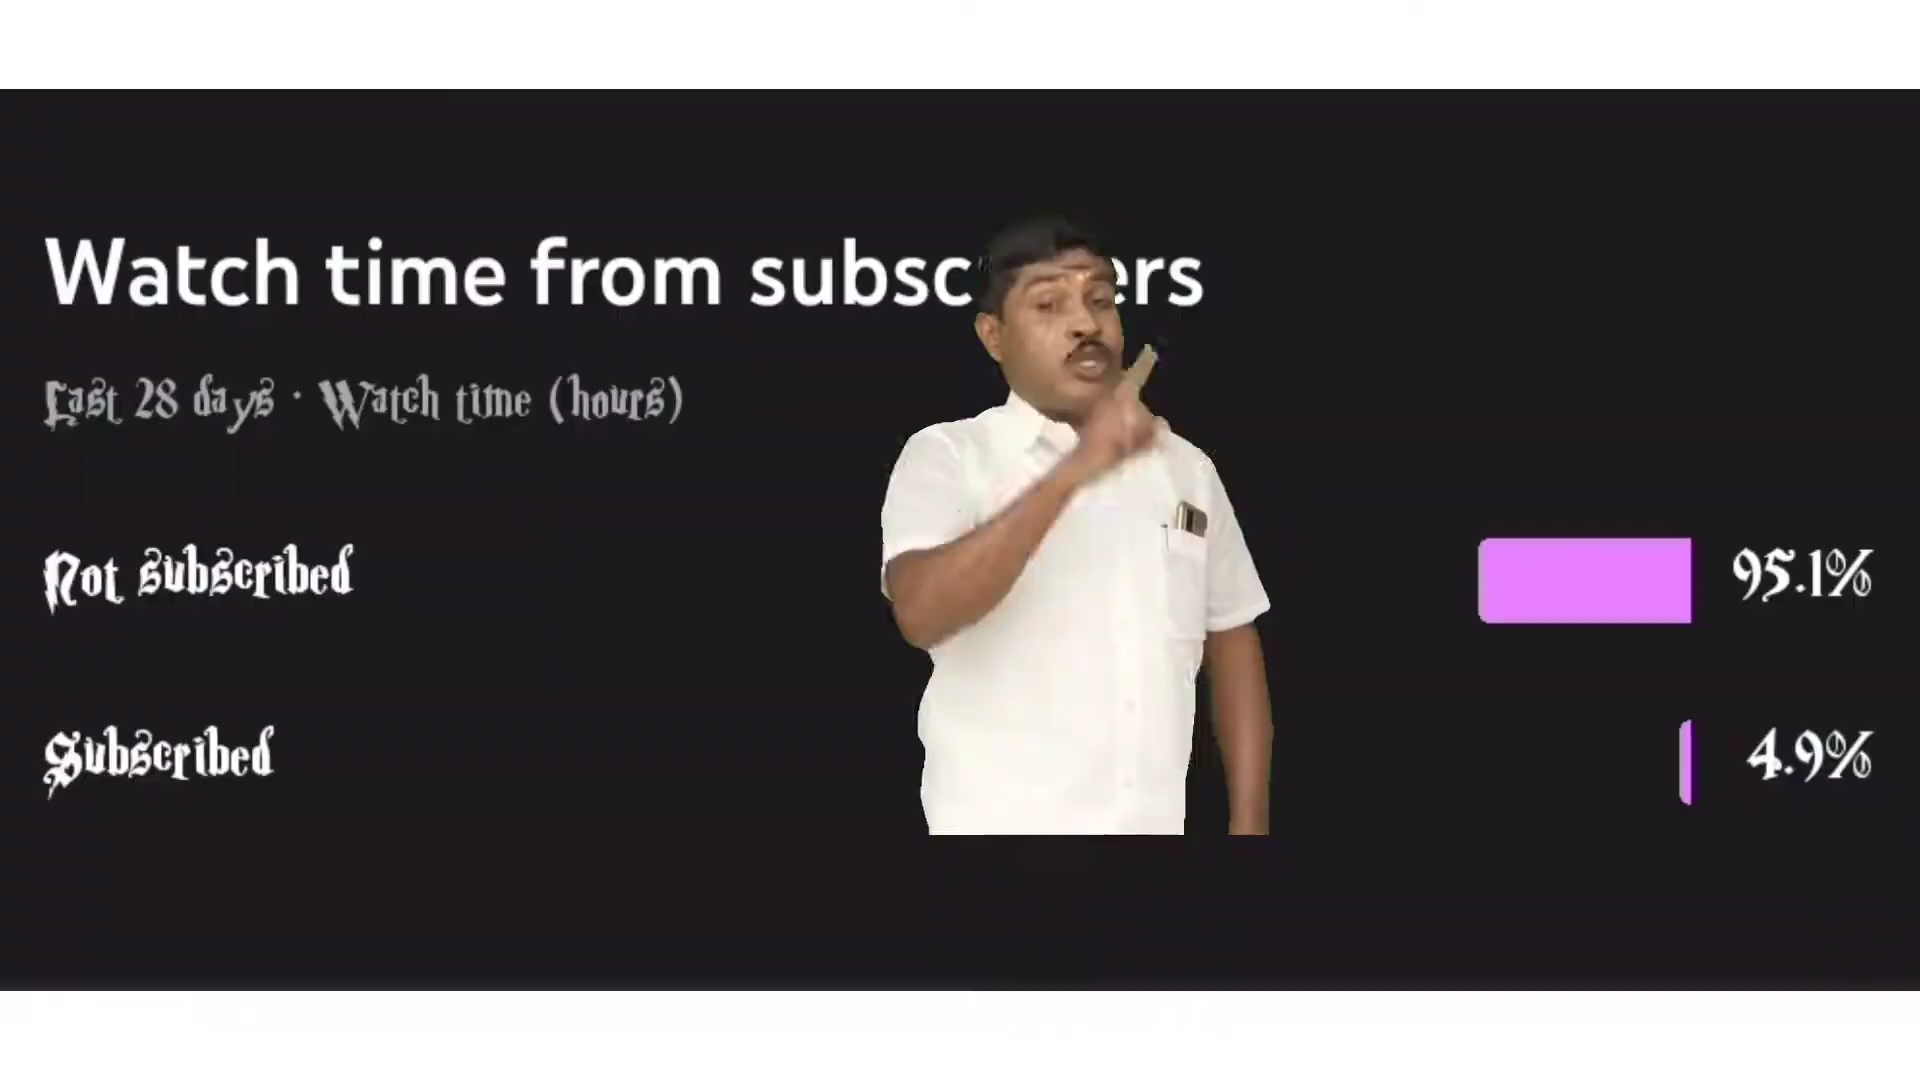 Watch time from subsc ers
Last 28 days · Watch time (hours)
Not subscribed
95.1%
Subscribed
4.9%